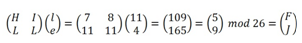 (H I
L L)(l
e) = (7 8
11 11)(11
4) = (109
165) = (5
9) mod 26 = (F
J)